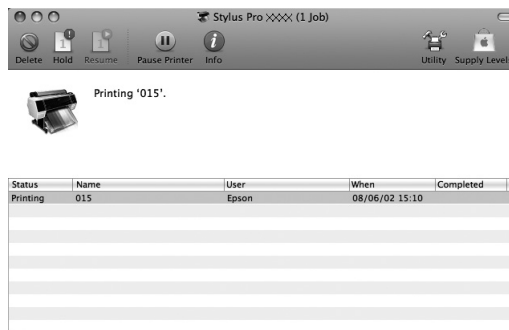 Stylus Pro XXXX (1 Job)
Delete Hold Resume Pause Printer Info Utility Supply Level
Printing ‘015’.
Status Name User When Completed
Printing 015 Epson 08/06/02 15:10